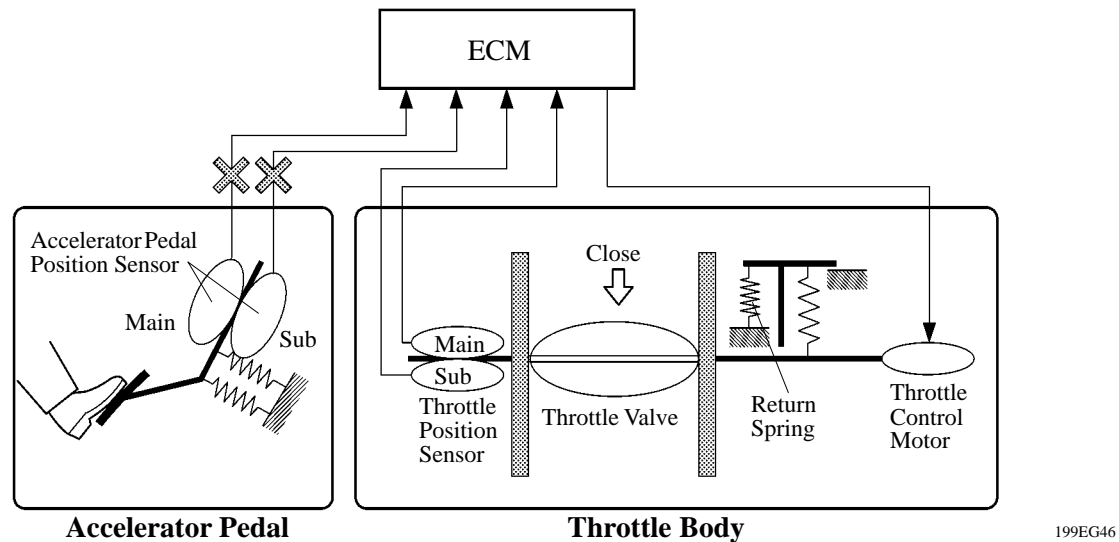 ECM
Accelerator Pedal
Position Sensor
Main
Sub
Close
Main
Sub
Throttle
Position
Sensor
Throttle Valve
Return
Spring
Throttle
Control
Motor
Accelerator Pedal
Throttle Body
199EG46